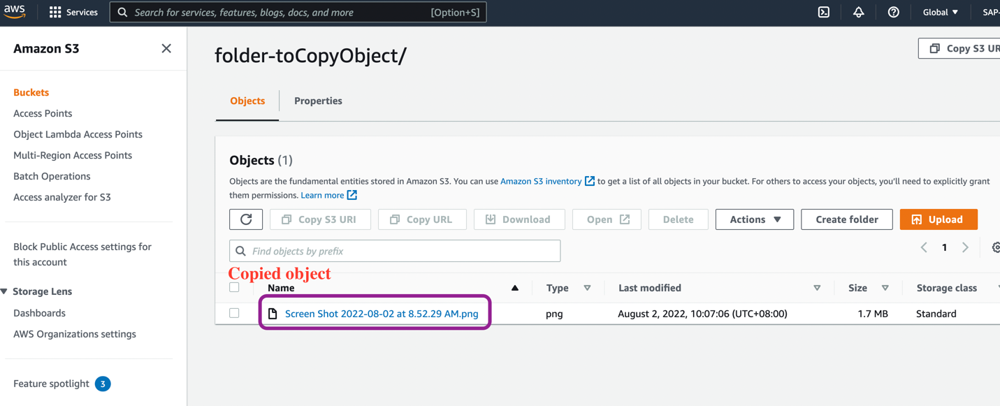 aws
Services
Search for services, features, blogs, docs, and more
[Option+S]
Global ▼
SAP-
Amazon S3
Buckets
Access Points
Object Lambda Access Points
Multi-Region Access Points
Batch Operations
Access analyzer for S3
Block Public Access settings for
this account
▼ Storage Lens
Dashboards
AWS Organizations settings
Feature spotlight 3
folder-toCopyObject/
Copy S3 UR
Objects
Properties
Objects (1)
Objects are the fundamental entities stored in Amazon S3. You can use Amazon S3 inventory to get a list of all objects in your bucket. For others to access your objects, you’ll need to explicitly grant
them permissions. Learn more
Copy S3 URI
Copy URL
Download
Open
Delete
Actions ▼
Create folder
Upload
Find objects by prefix
1
Copied object
Name
Type
Last modified
Size
Storage class
Screen Shot 2022-08-02 at 8.52.29 AM.png
png
August 2, 2022, 10:07:06 (UTC+08:00)
1.7 MB
Standard